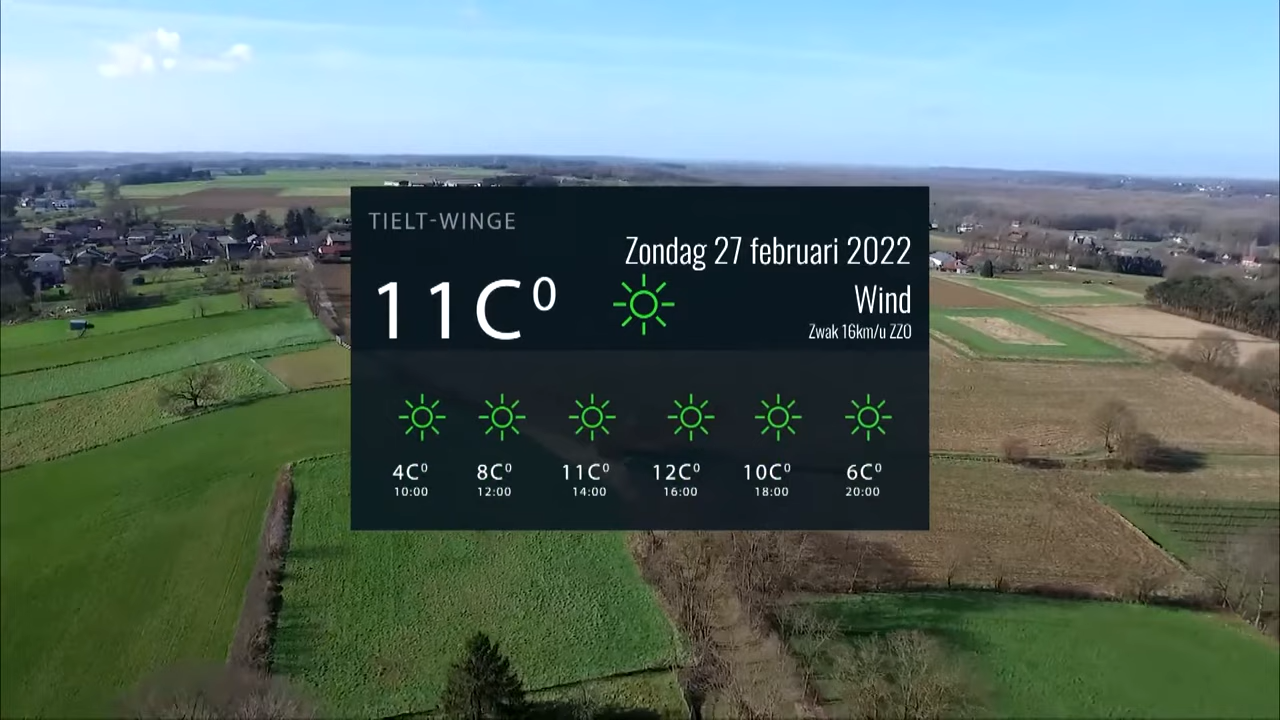 TIELT-WINGE
Zondag 27 februari 2022
11C⁰
Wind
Zwak 16km/u ZZO
4C⁰ 8C⁰ 11C⁰ 12C⁰ 10C⁰ 6C⁰
10:00 12:00 14:00 16:00 18:00 20:00